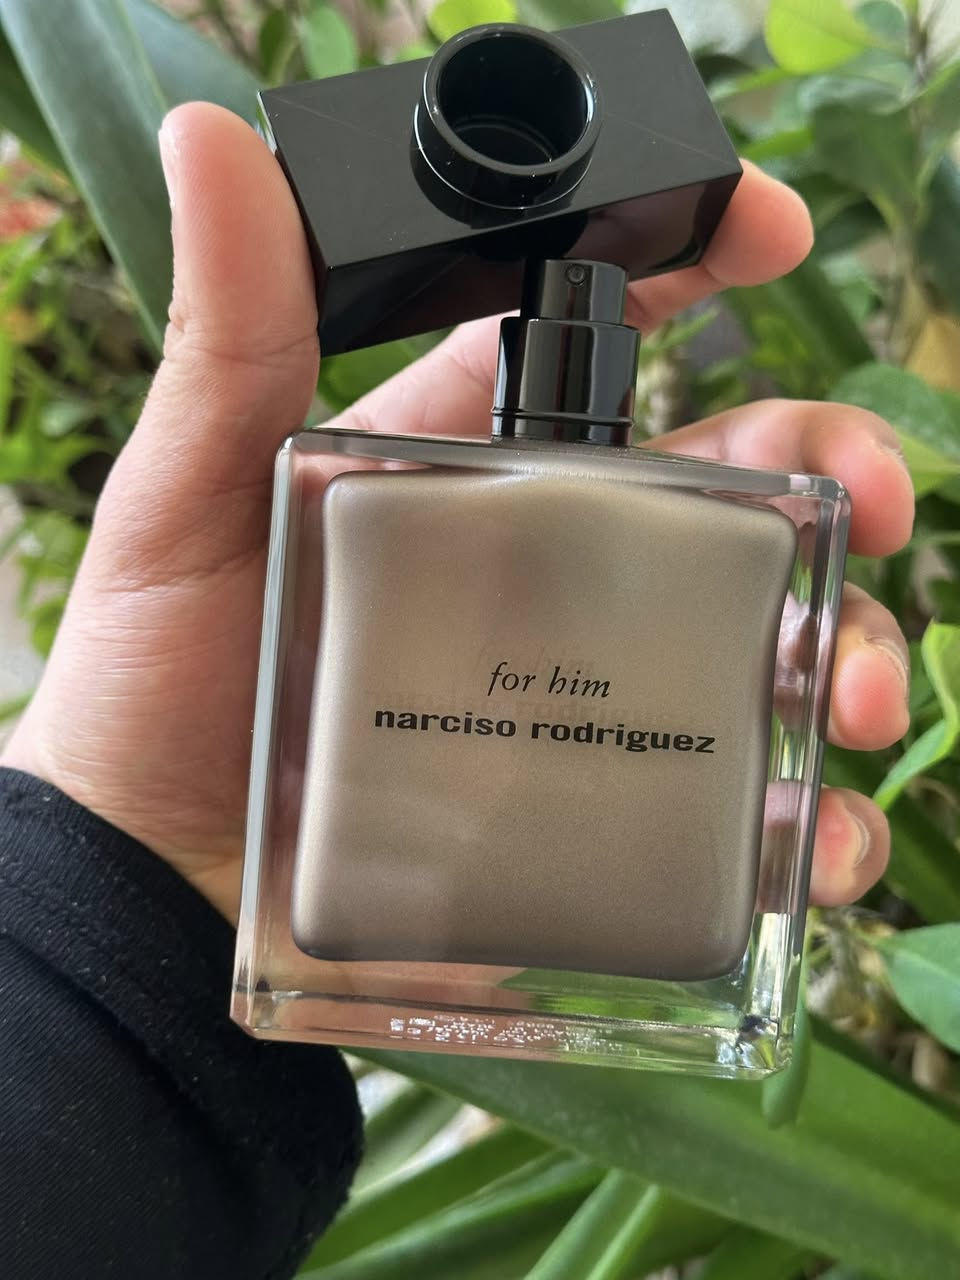 for him
narciso rodriguez